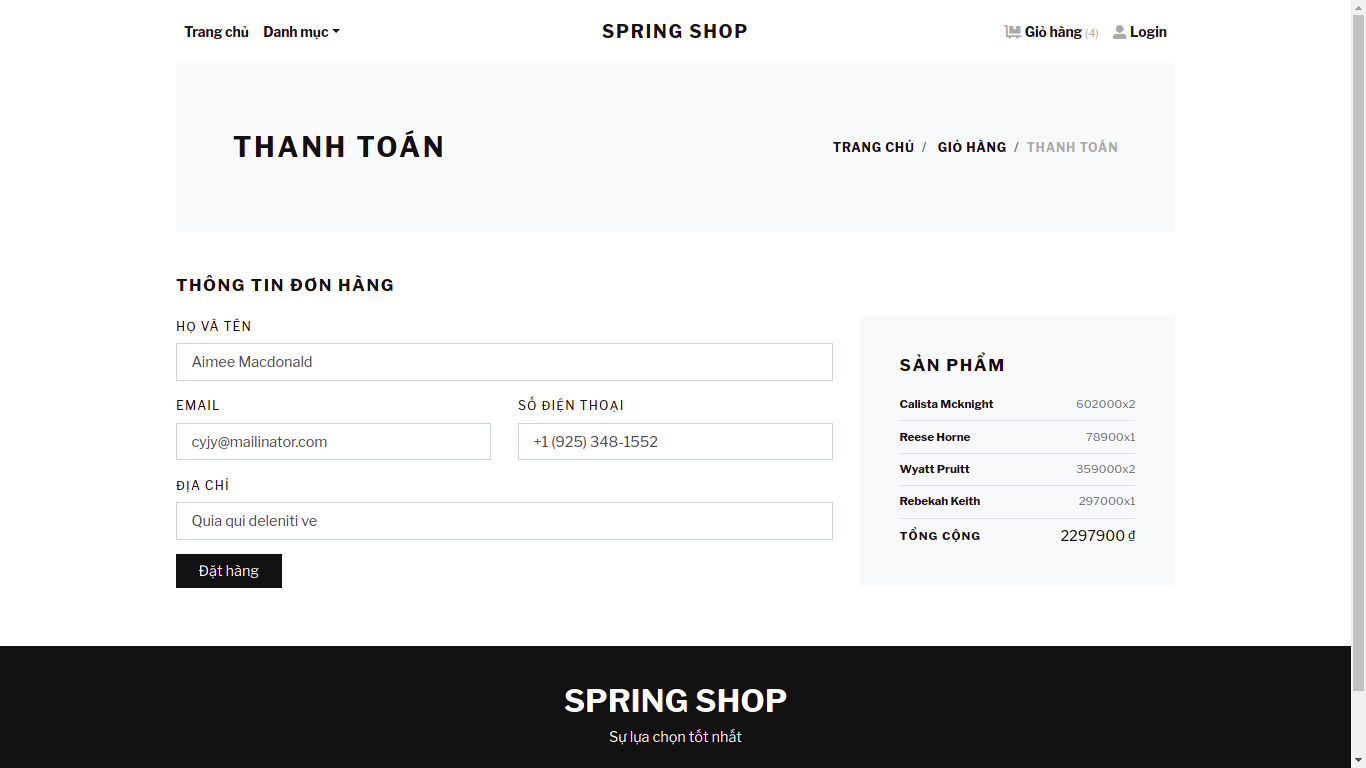 Trang chủ Danh mục SPRING SHOP Giỏ hàng (4) Login
THANH TOÁN
TRANG CHỦ / GIỎ HÀNG / THANH TOÁN
THÔNG TIN ĐƠN HÀNG
HỌ VÀ TÊN
Aimee Macdonald
EMAIL SỐ ĐIỆN THOẠI
cyjy@mailinator.com +1 (925) 348-1552
ĐỊA CHỈ
Quia qui deleniti ve
Đặt hàng
SẢN PHẨM
Calista Mcknight 602000x2
Reese Horne 78900x1
Wyatt Pruitt 359000x2
Rebekah Keith 297000x1
TỔNG CỘNG 2297900 ₫
SPRING SHOP
Sự lựa chọn tốt nhất